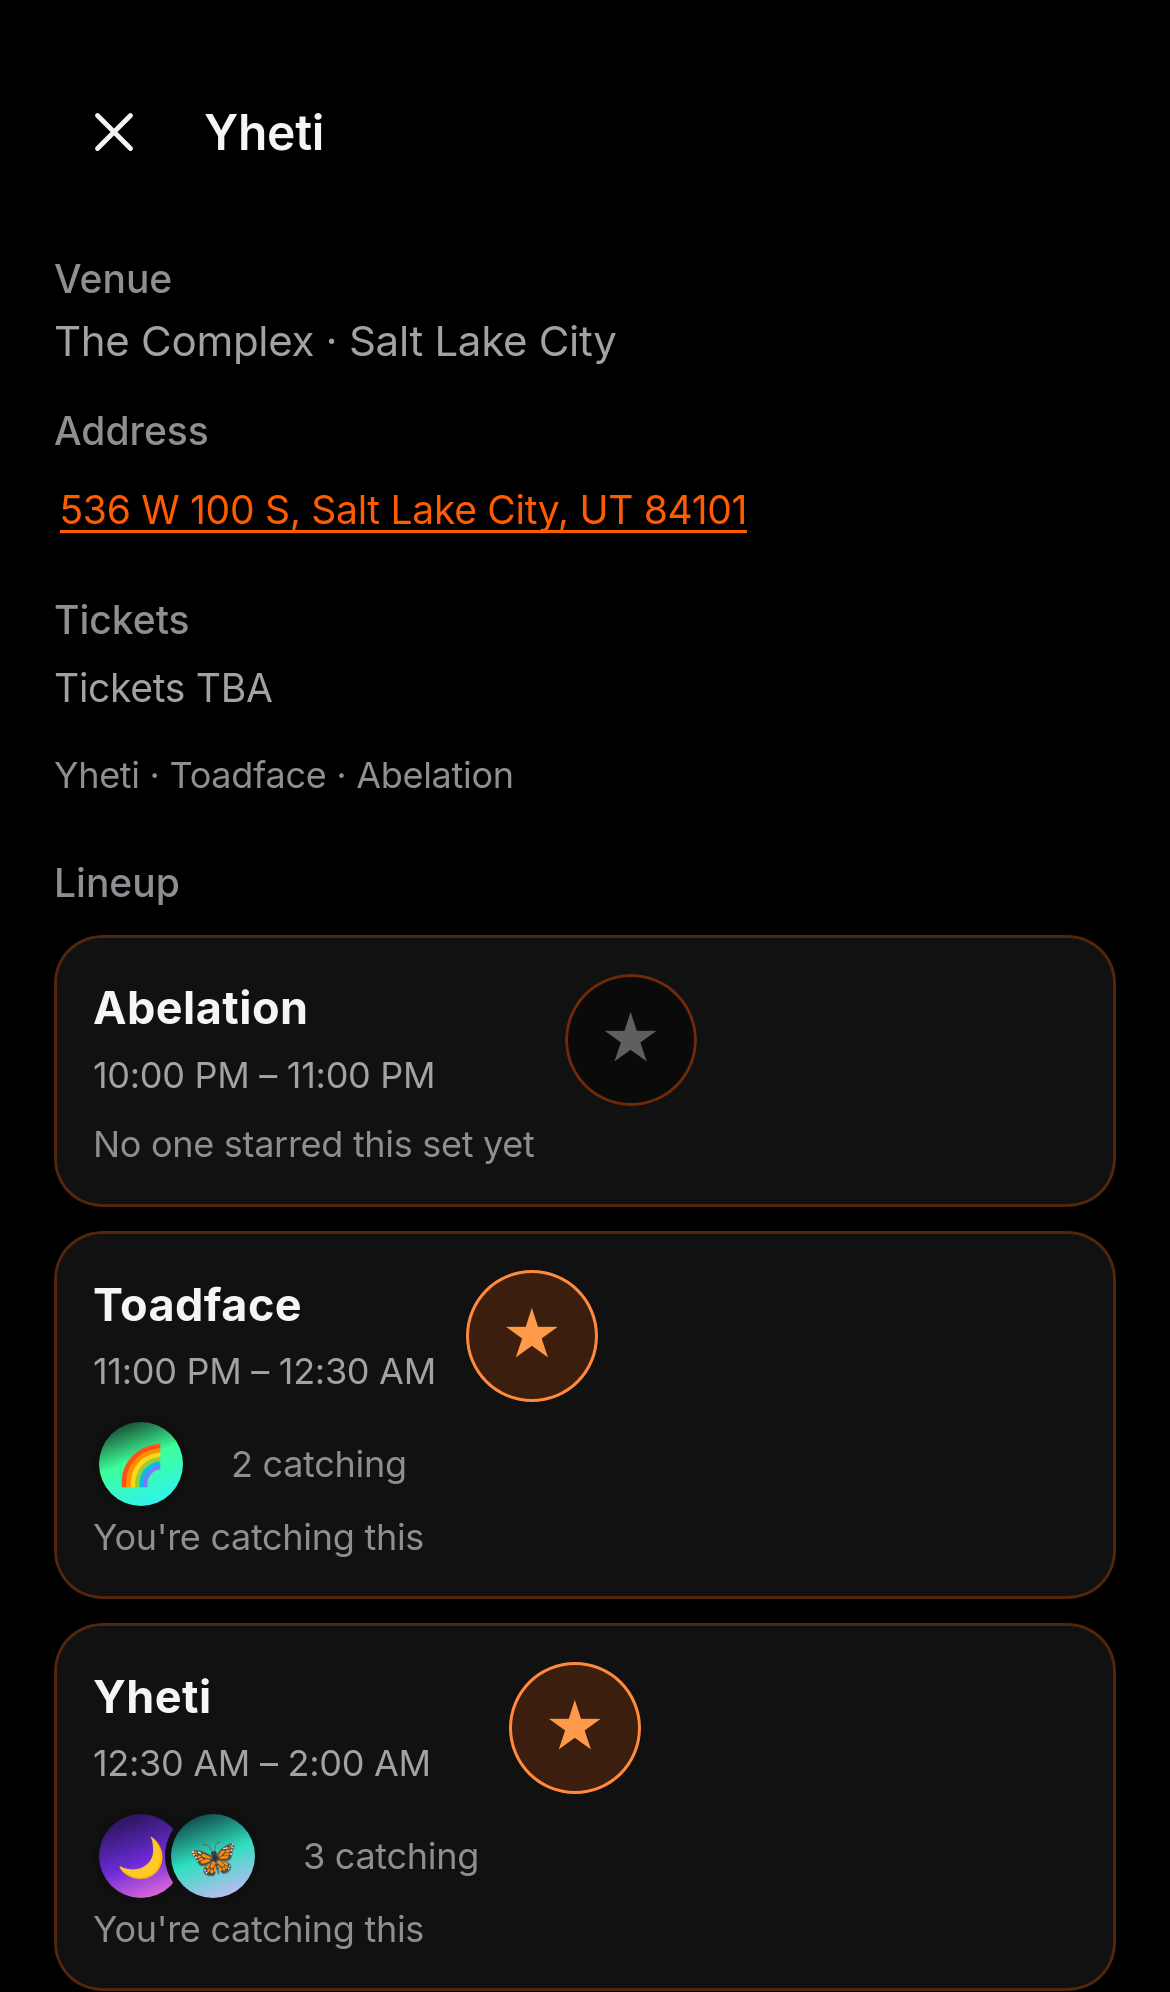 Yheti
Venue
The Complex · Salt Lake City
Address
536 W 100 S, Salt Lake City, UT 84101
Tickets
Tickets TBA
Yheti · Toadface · Abelation
Lineup
Abelation
10:00 PM – 11:00 PM
No one starred this set yet
Toadface
11:00 PM – 12:30 AM
2 catching
You're catching this
Yheti
12:30 AM – 2:00 AM
3 catching
You're catching this